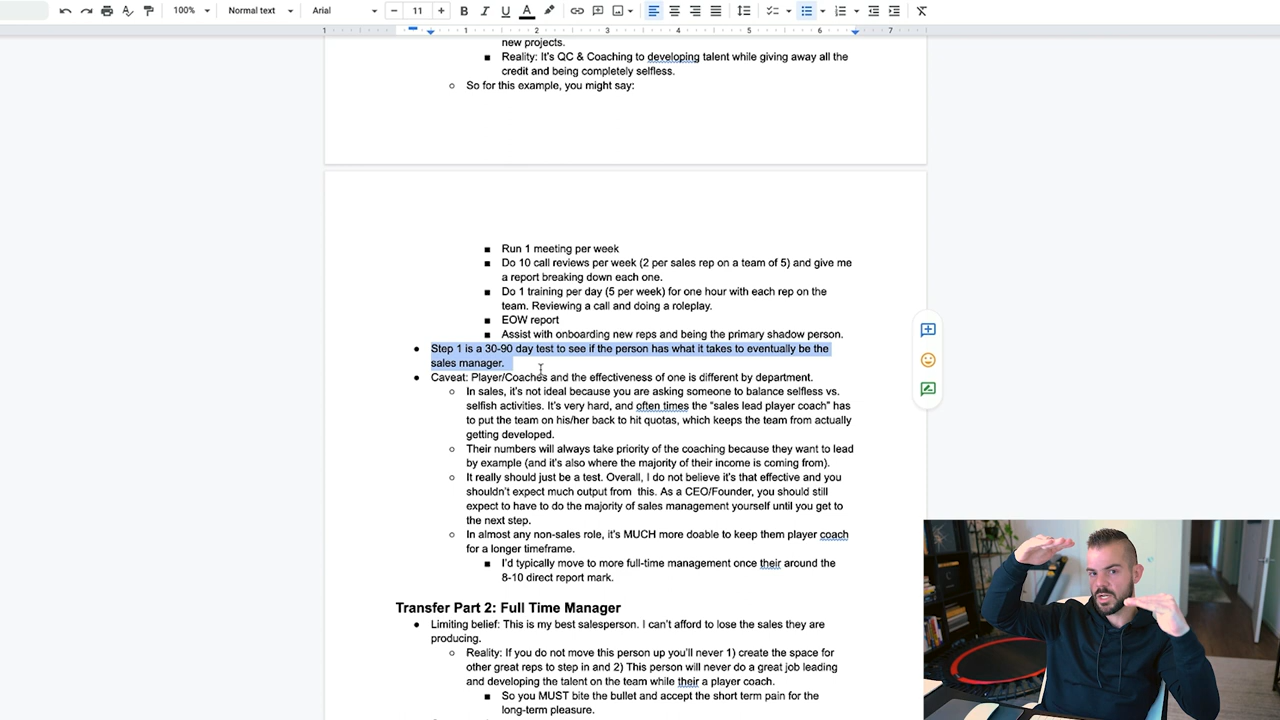 100%
Normal text
Arial
11
B I U A
1 1 2 3 4 5 6 7
new projects.
Reality: It's QC & Coaching to developing talent while giving away all the
credit and being completely selfless.
So for this example, you might say:
Run 1 meeting per week
Do 10 call reviews per week (2 per sales rep on a team of 5) and give me
a report breaking down each one.
Do 1 training per day (5 per week) for one hour with each rep on the
team. Reviewing a call and doing a roleplay.
EOW report
Assist with onboarding new reps and being the primary shadow person.
Step 1 is a 30-90 day test to see if the person has what it takes to eventually be the
sales manager.
Caveat: Player/Coaches and the effectiveness of one is different by department.
In sales, it's not ideal because you are asking someone to balance selfless vs.
selfish activities. It's very hard, and often times the “sales lead player coach” has
to put the team on his/her back to hit quotas, which keeps the team from actually
getting developed.
Their numbers will always take priority of the coaching because they want to lead
by example (and it's also where the majority of their income is coming from).
It really should just be a test. Overall, I do not believe it's that effective and you
shouldn't expect much output from this. As a CEO/Founder, you should still
expect to have to do the majority of sales management yourself until you get to
the next step.
In almost any non-sales role, it's MUCH more doable to keep them player coach
for a longer timeframe.
I'd typically move to more full-time management once their around the
8-10 direct report mark.
Transfer Part 2: Full Time Manager
Limiting belief: This is my best salesperson. I can't afford to lose the sales they are
producing.
Reality: If you do not move this person up you'll never 1) create the space for
other great reps to step in and 2) This person will never do a great job leading
and developing the talent on the team while their a player coach.
So you MUST bite the bullet and accept the short term pain for the
long-term pleasure.